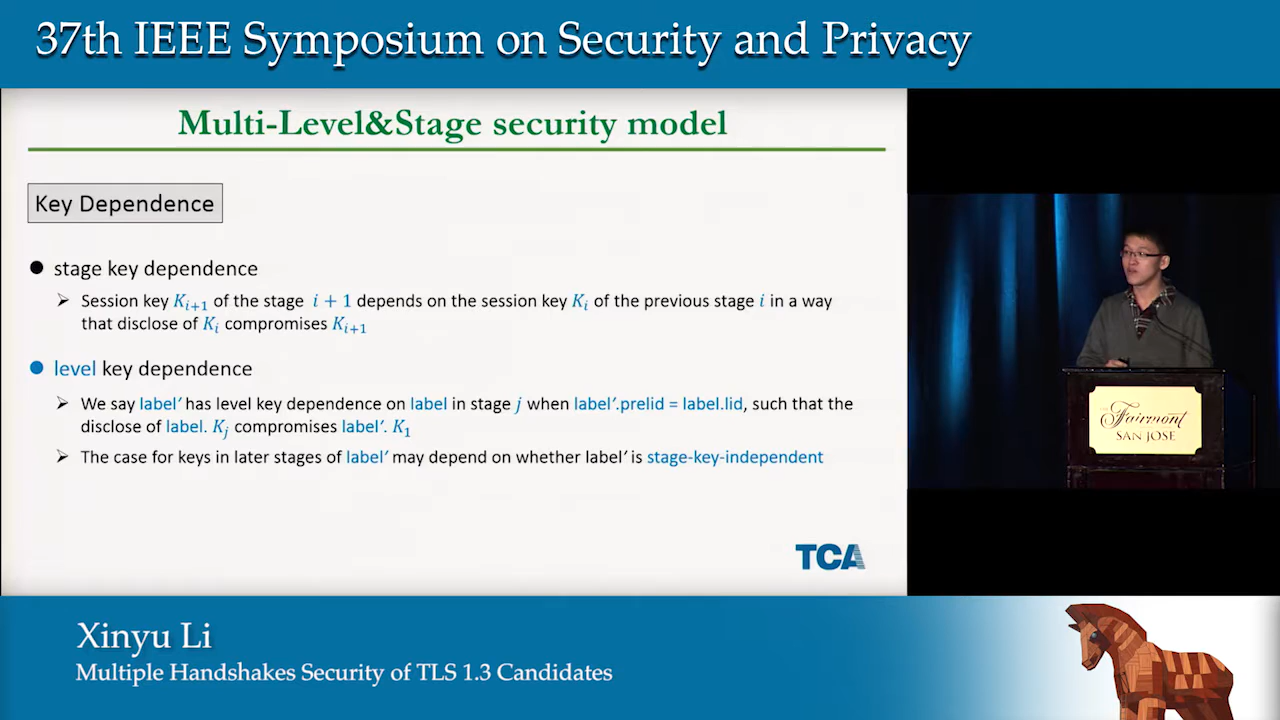 37th IEEE Symposium on Security and Privacy
Multi-Level&Stage security model
Key Dependence
● stage key dependence
➢ Session key K_{i+1} of the stage i + 1 depends on the session key K_i of the previous stage i in a way
that disclose of K_i compromises K_{i+1}
● level key dependence
➢ We say label′ has level key dependence on label in stage j when label′.prelid = label.lid, such that the
disclose of label. K_j compromises label′. K_1
➢ The case for keys in later stages of label′ may depend on whether label′ is stage-key-independent
TCA
Fairmont
SAN JOSE
Xinyu Li
Multiple Handshakes Security of TLS 1.3 Candidates